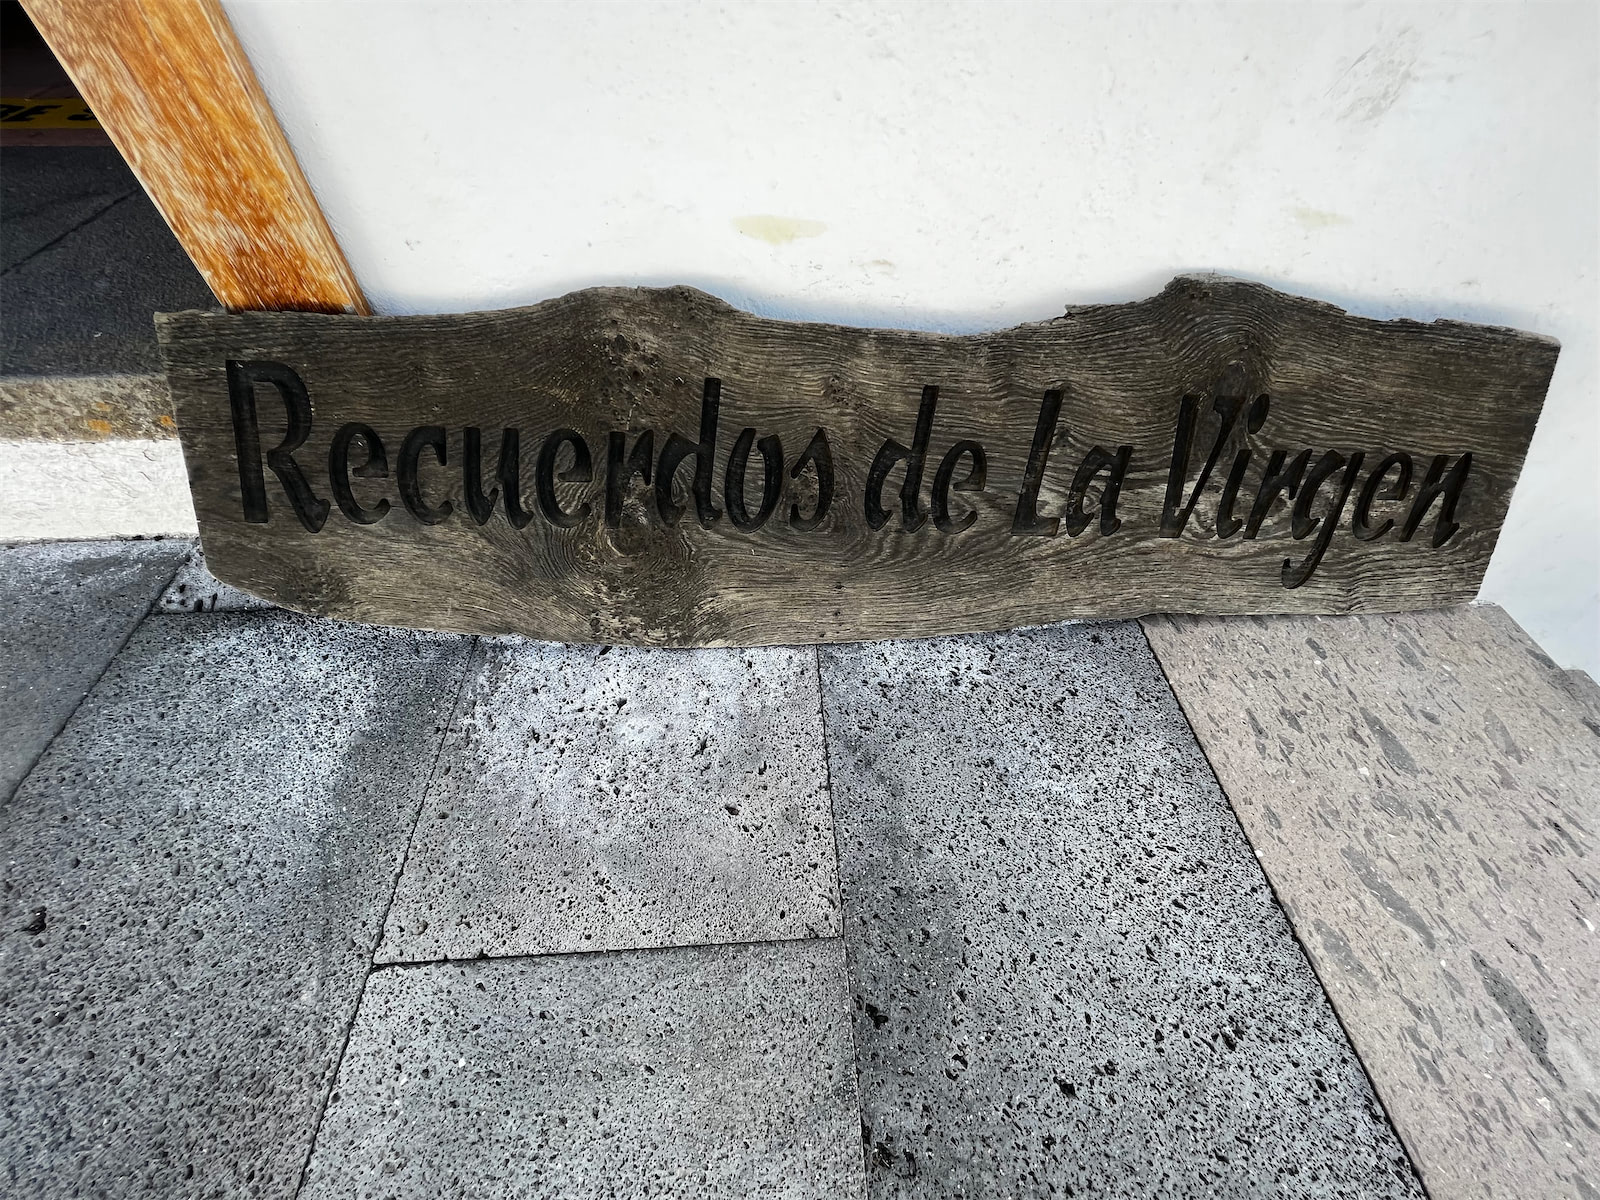 Recuerdos de La Virgen